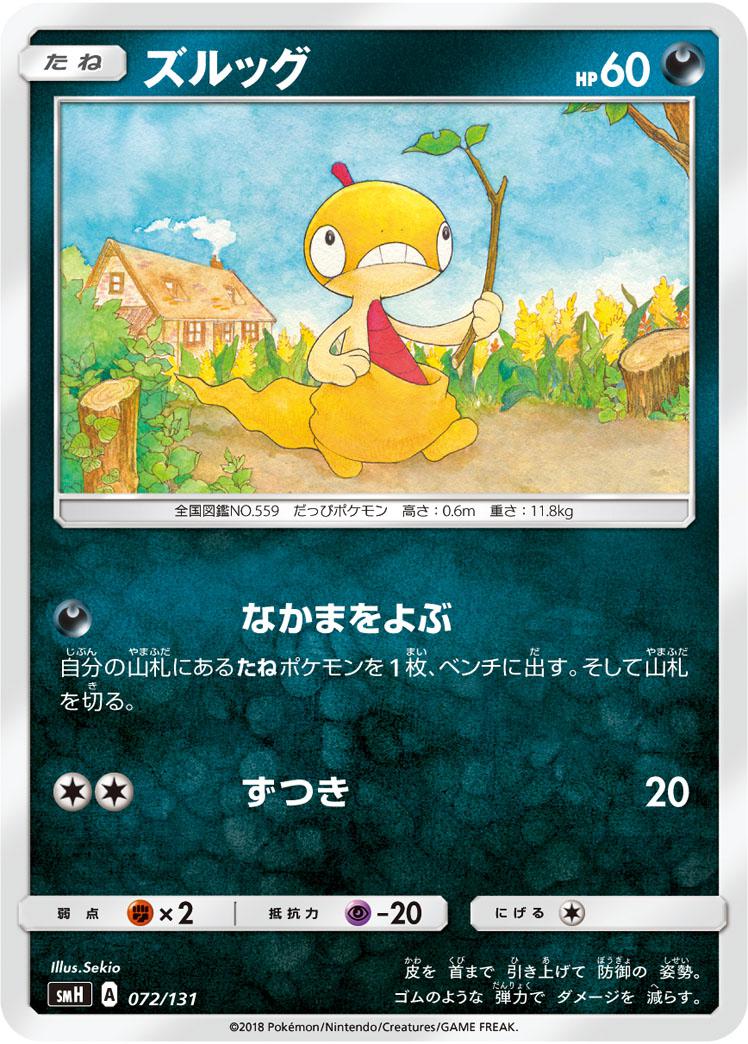 たね ズルッグ HP60
全国図鑑NO.559 だっぴポケモン 高さ：0.6m 重さ：11.8kg
なかまをよぶ
自分の山札にあるたねポケモンを1枚、ベンチに出す。そして山札
を切る。
ずつき 20
弱点 ×2 抵抗力 -20 にげる
Illus.Sekio
皮を 首まで 引き上げて 防御の 姿勢。
ゴムのような 弾力で ダメージを 減らす。
SMH A 072/131
©2018 Pokémon/Nintendo/Creatures/GAME FREAK.